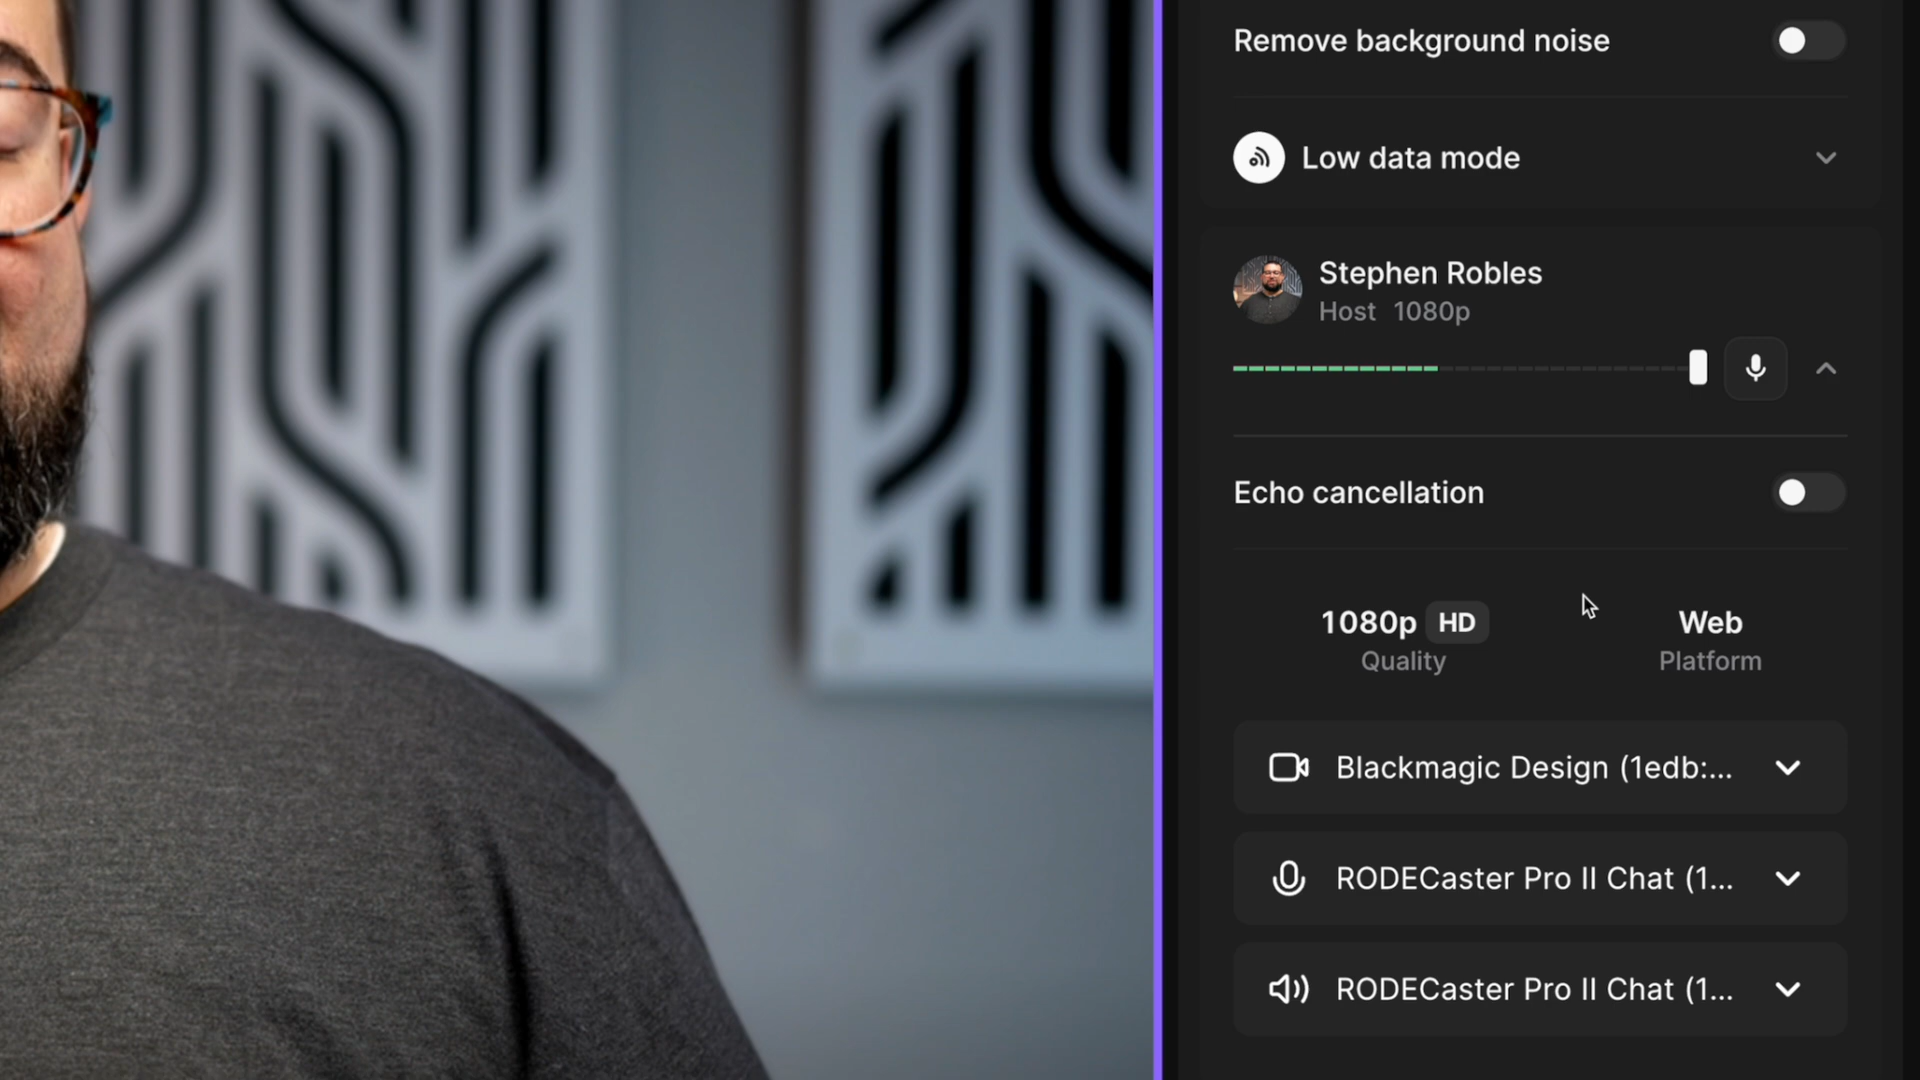 Remove background noise
Low data mode
Stephen Robles
Host 1080p
Echo cancellation
1080p HD
Quality
Web
Platform
Blackmagic Design (1edb:...
RODECaster Pro II Chat (1...
RODECaster Pro II Chat (1...